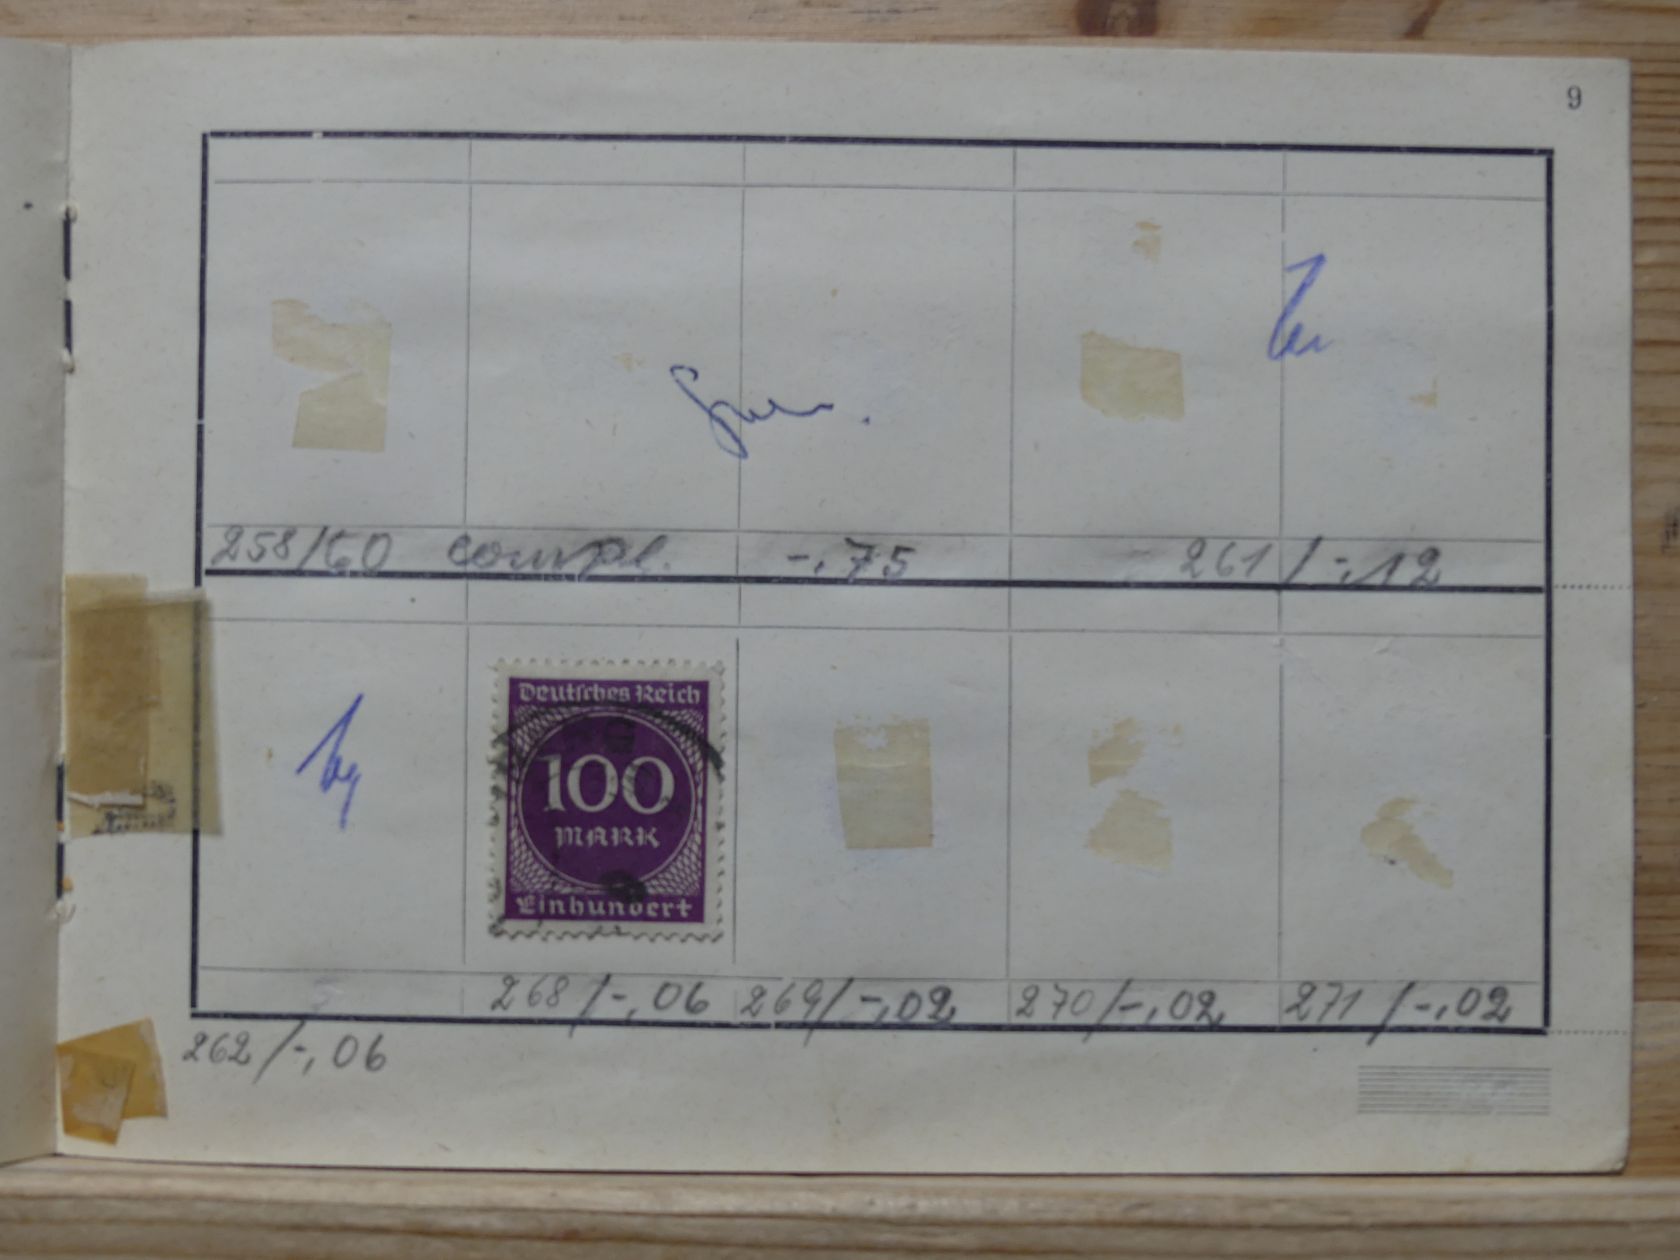 9
258/60 compl. -.75
261/-.12
Deutsches Reich
100
MARK
Einhundert
268/-.06
269/-.02
270/-.02
271/-.02
262/-.06